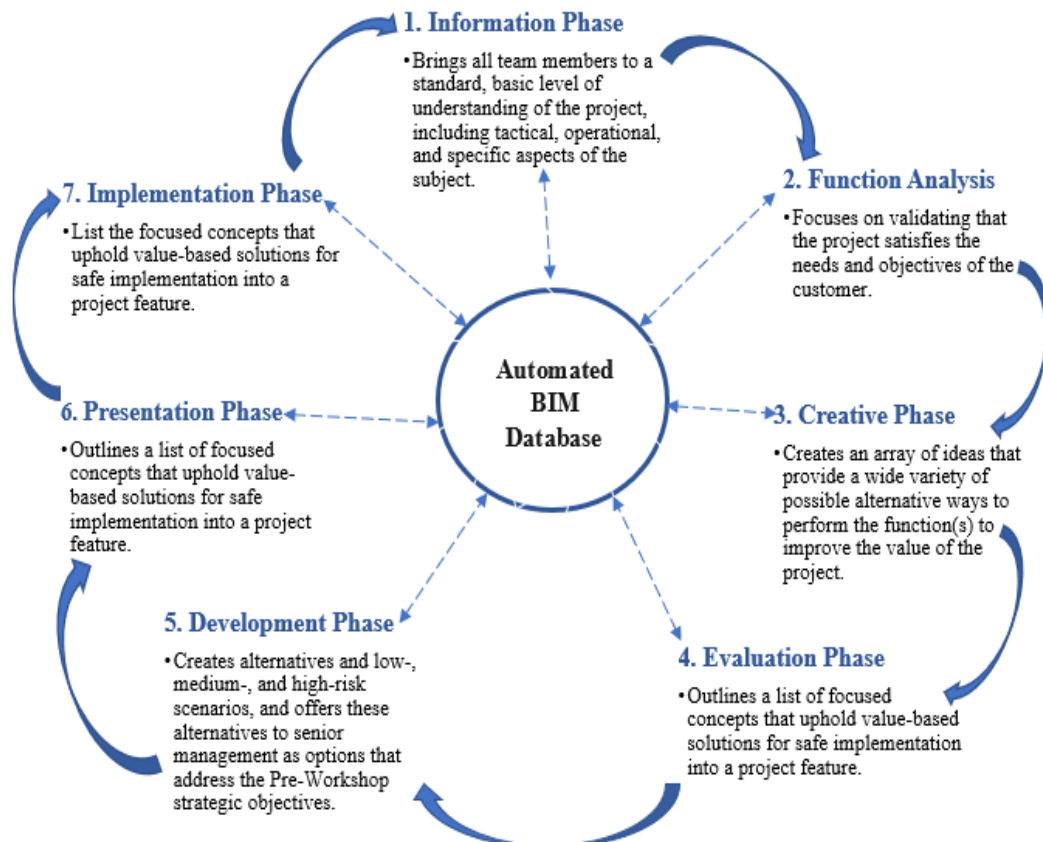 1. Information Phase
•Brings all team members to a
standard, basic level of
understanding of the project,
including tactical, operational,
and specific aspects of the
subject.
2. Function Analysis
•Focuses on validating that
the project satisfies the
needs and objectives of the
customer.
3. Creative Phase
•Creates an array of ideas that
provide a wide variety of
possible alternative ways to
perform the function(s) to
improve the value of the
project.
4. Evaluation Phase
•Outlines a list of focused
concepts that uphold value-based
solutions for safe implementation
into a project feature.
5. Development Phase
•Creates alternatives and low-,
medium-, and high-risk
scenarios, and offers these
alternatives to senior
management as options that
address the Pre-Workshop
strategic objectives.
6. Presentation Phase
•Outlines a list of focused
concepts that uphold value-
based solutions for safe
implementation into a project
feature.
7. Implementation Phase
•List the focused concepts that
uphold value-based solutions for
safe implementation into a
project feature.
Automated
BIM
Database